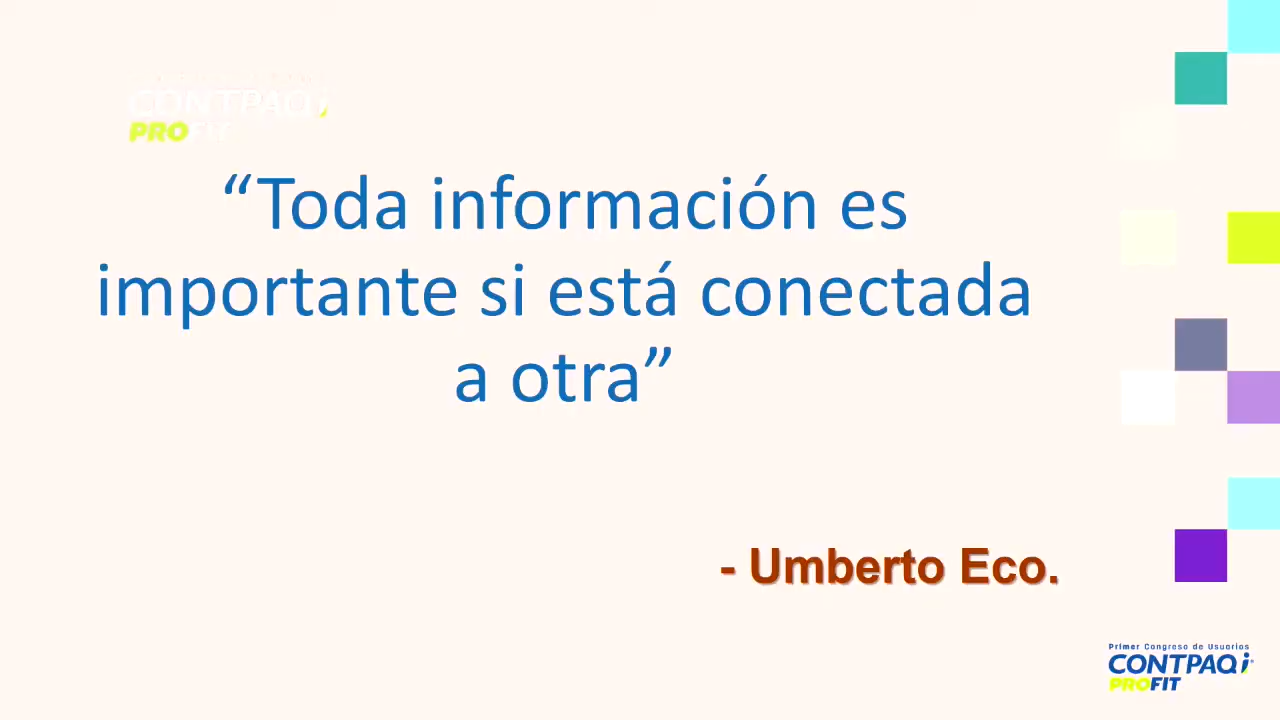 CONTPAQi
PROFIT
“Toda información es
importante si está conectada
a otra”
- Umberto Eco.
Primer Congreso de Usuarios
CONTPAQi®
PROFIT